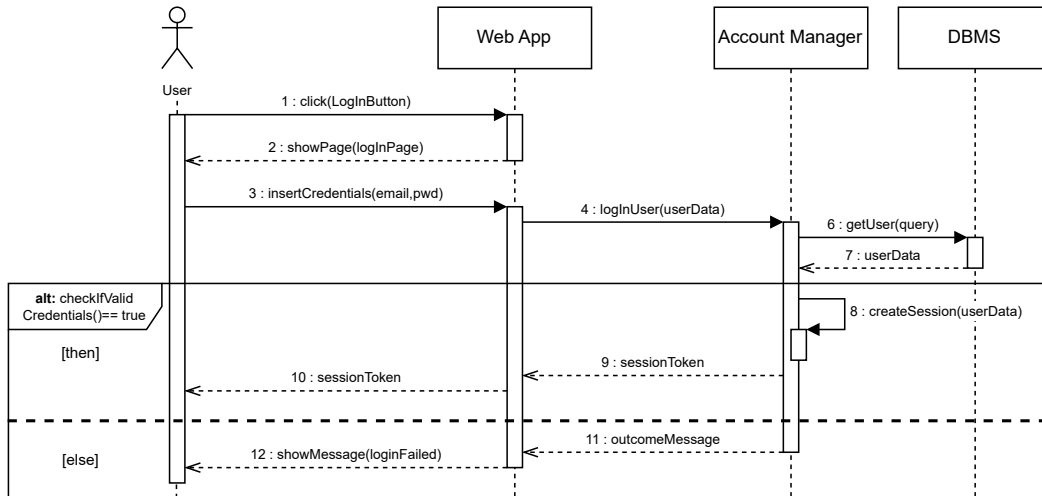 Web App
Account Manager
DBMS
User
1 : click(LogInButton)
2 : showPage(logInPage)
3 : insertCredentials(email,pwd)
4 : logInUser(userData)
6 : getUser(query)
7 : userData
alt: checkIfValid
Credentials()== true
8 : createSession(userData)
[then]
9 : sessionToken
10 : sessionToken
11 : outcomeMessage
[else]
12 : showMessage(loginFailed)